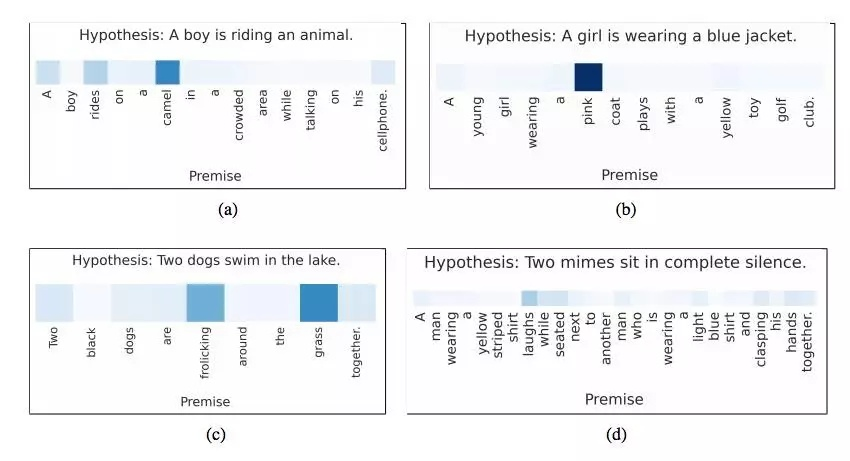 Hypothesis: A boy is riding an animal.
A boy rides on a camel in a crowded area while talking on his cellphone.
Premise
(a)
Hypothesis: A girl is wearing a blue jacket.
A young girl wearing a pink coat plays with a yellow toy golf club.
Premise
(b)
Hypothesis: Two dogs swim in the lake.
Two black dogs are frolicking around the grass together.
Premise
(c)
Hypothesis: Two mimes sit in complete silence.
A man wearing a yellow striped shirt laughs while seated next to another man who is wearing a light blue shirt and clasping his hands together.
Premise
(d)